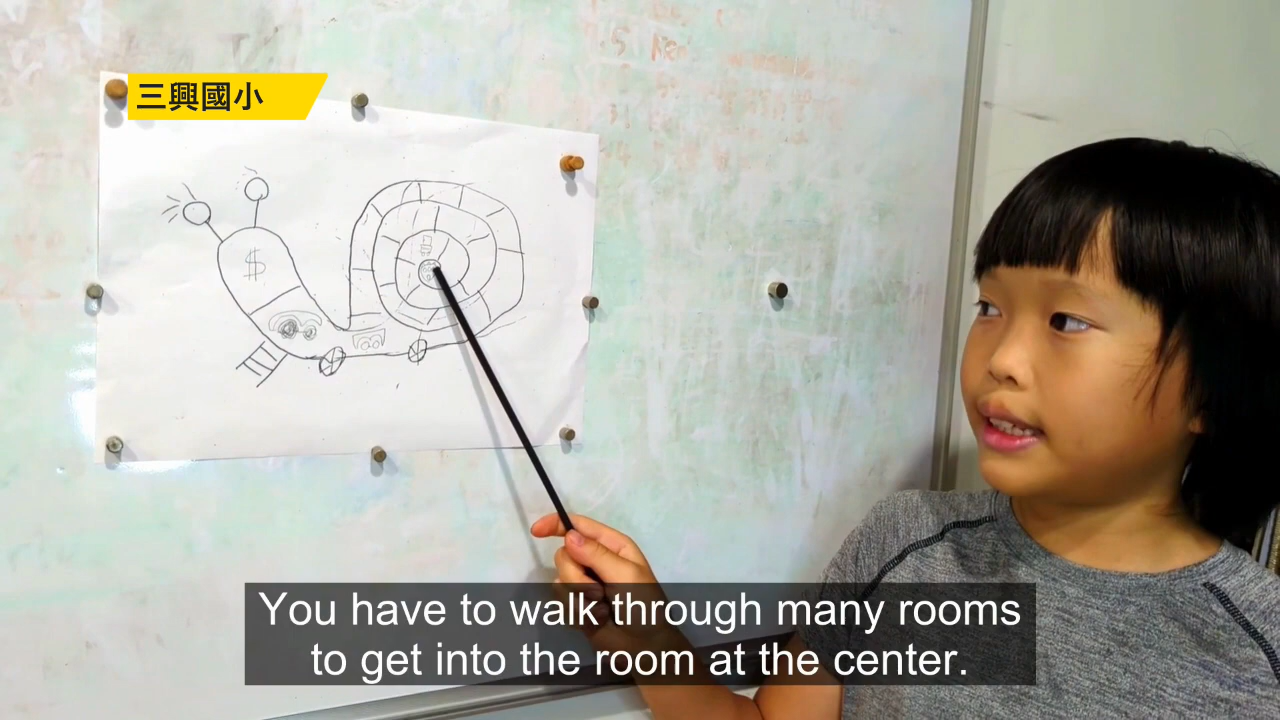 三興國小
$
You have to walk through many rooms
to get into the room at the center.